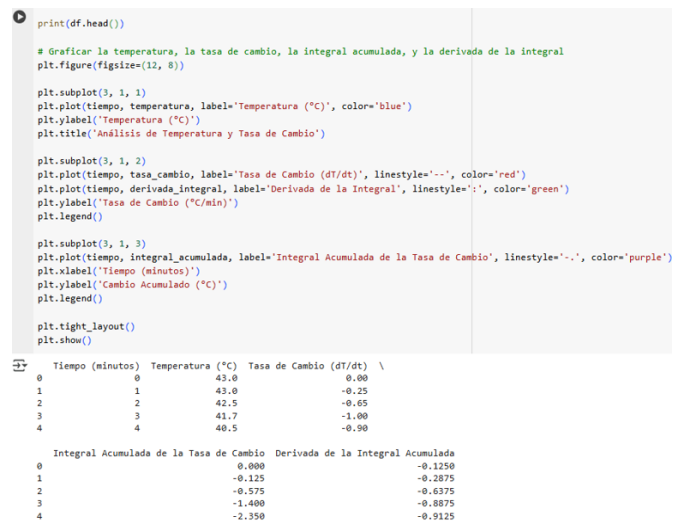 print(df.head())
# Graficar la temperatura, la tasa de cambio, la integral acumulada, y la derivada de la integral
plt.figure(figsize=(12, 8))
plt.subplot(3, 1, 1)
plt.plot(tiempo, temperatura, label='Temperatura (°C)', color='blue')
plt.ylabel('Temperatura (°C)')
plt.title('Análisis de Temperatura y Tasa de Cambio')
plt.subplot(3, 1, 2)
plt.plot(tiempo, tasa_cambio, label='Tasa de Cambio (dT/dt)', linestyle='--', color='red')
plt.plot(tiempo, derivada_integral, label='Derivada de la Integral', linestyle=':', color='green')
plt.ylabel('Tasa de Cambio (°C/min)')
plt.legend()
plt.subplot(3, 1, 3)
plt.plot(tiempo, integral_acumulada, label='Integral Acumulada de la Tasa de Cambio', linestyle='-.', color='purple')
plt.xlabel('Tiempo (minutos)')
plt.ylabel('Cambio Acumulado (°C)')
plt.legend()
plt.tight_layout()
plt.show()
Tiempo (minutos) Temperatura (°C) Tasa de Cambio (dT/dt) \
0 0 43.0 0.00
1 1 43.0 -0.25
2 2 42.5 -0.65
3 3 41.7 -1.00
4 4 40.5 -0.90
Integral Acumulada de la Tasa de Cambio Derivada de la Integral Acumulada
0 0.000 -0.1250
1 -0.125 -0.2875
2 -0.575 -0.6375
3 -1.400 -0.8875
4 -2.350 -0.9125